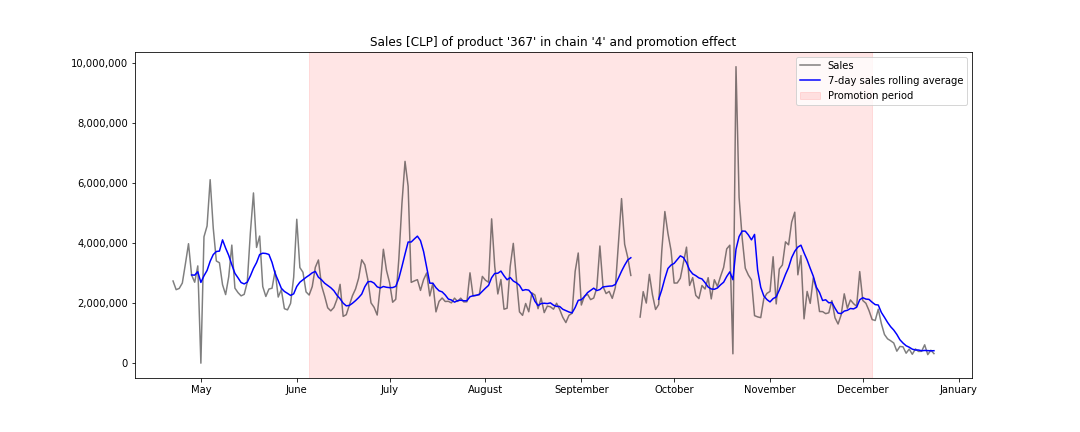 Sales [CLP] of product '367' in chain '4' and promotion effect
10,000,000
8,000,000
6,000,000
4,000,000
2,000,000
0
Sales
7-day sales rolling average
Promotion period
May June July August September October November December January